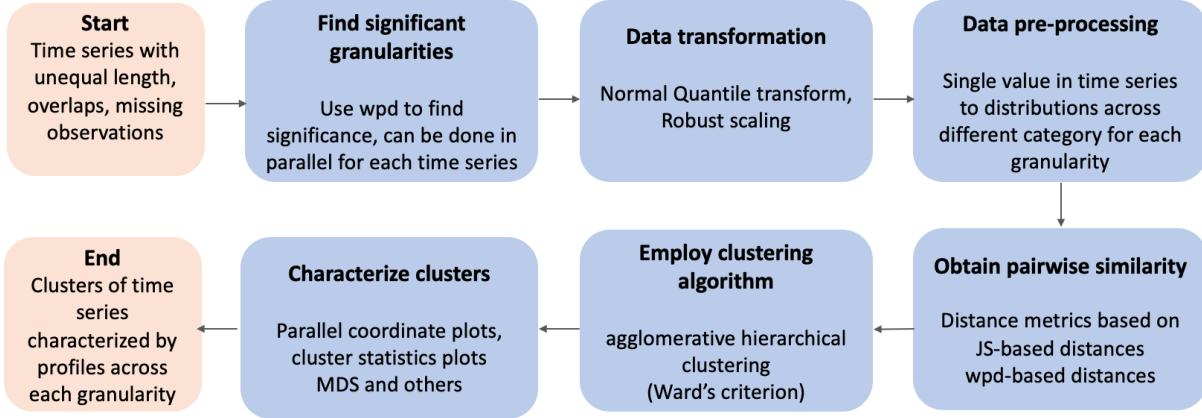 Start
Time series with
unequal length,
overlaps, missing
observations
Find significant
granularities
Use wpd to find
significance, can be done in
parallel for each time series
Data transformation
Normal Quantile transform,
Robust scaling
Data pre-processing
Single value in time series
to distributions across
different category for each
granularity
Obtain pairwise similarity
Distance metrics based on
JS-based distances
wpd-based distances
Employ clustering
algorithm
agglomerative hierarchical
clustering
(Ward's criterion)
Characterize clusters
Parallel coordinate plots,
cluster statistics plots
MDS and others
End
Clusters of time
series
characterized by
profiles across
each granularity